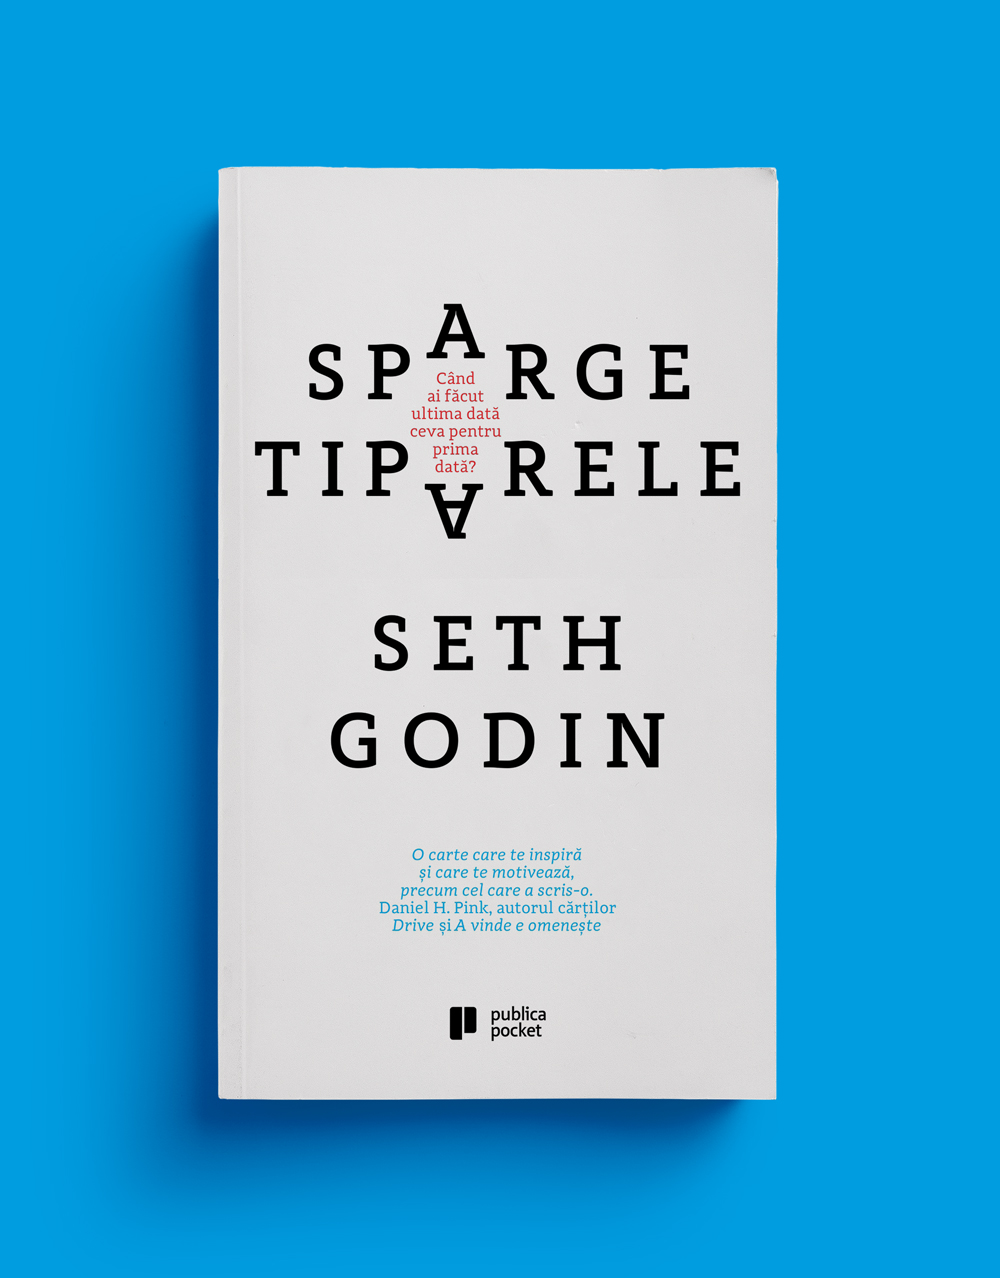 SPARGE
Când
ai făcut
ultima dată
ceva pentru
prima
dată?
TIPARELE
SETH
GODIN
O carte care te inspiră
și care te motivează,
precum cel care a scris-o.
Daniel H. Pink, autorul cărților
Drive și A vinde e omenește
publica
pocket